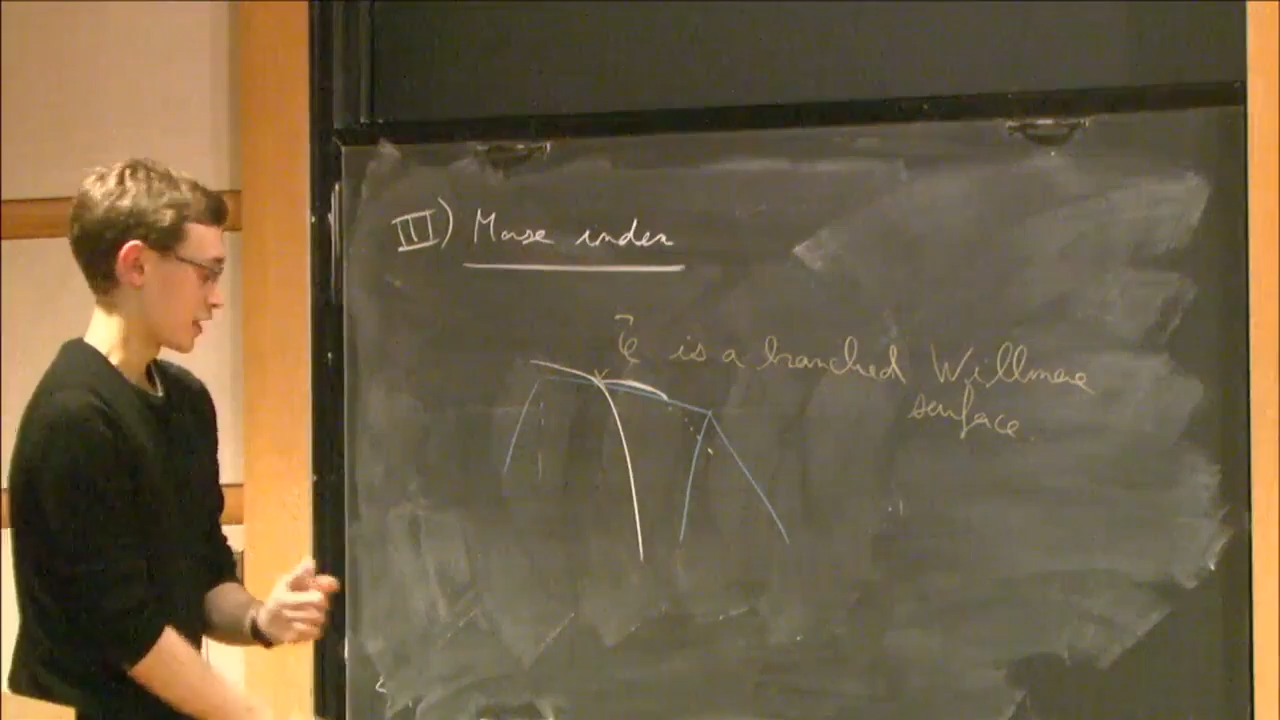 III) Morse index
φ⃗ is a branched Willmore
surface.